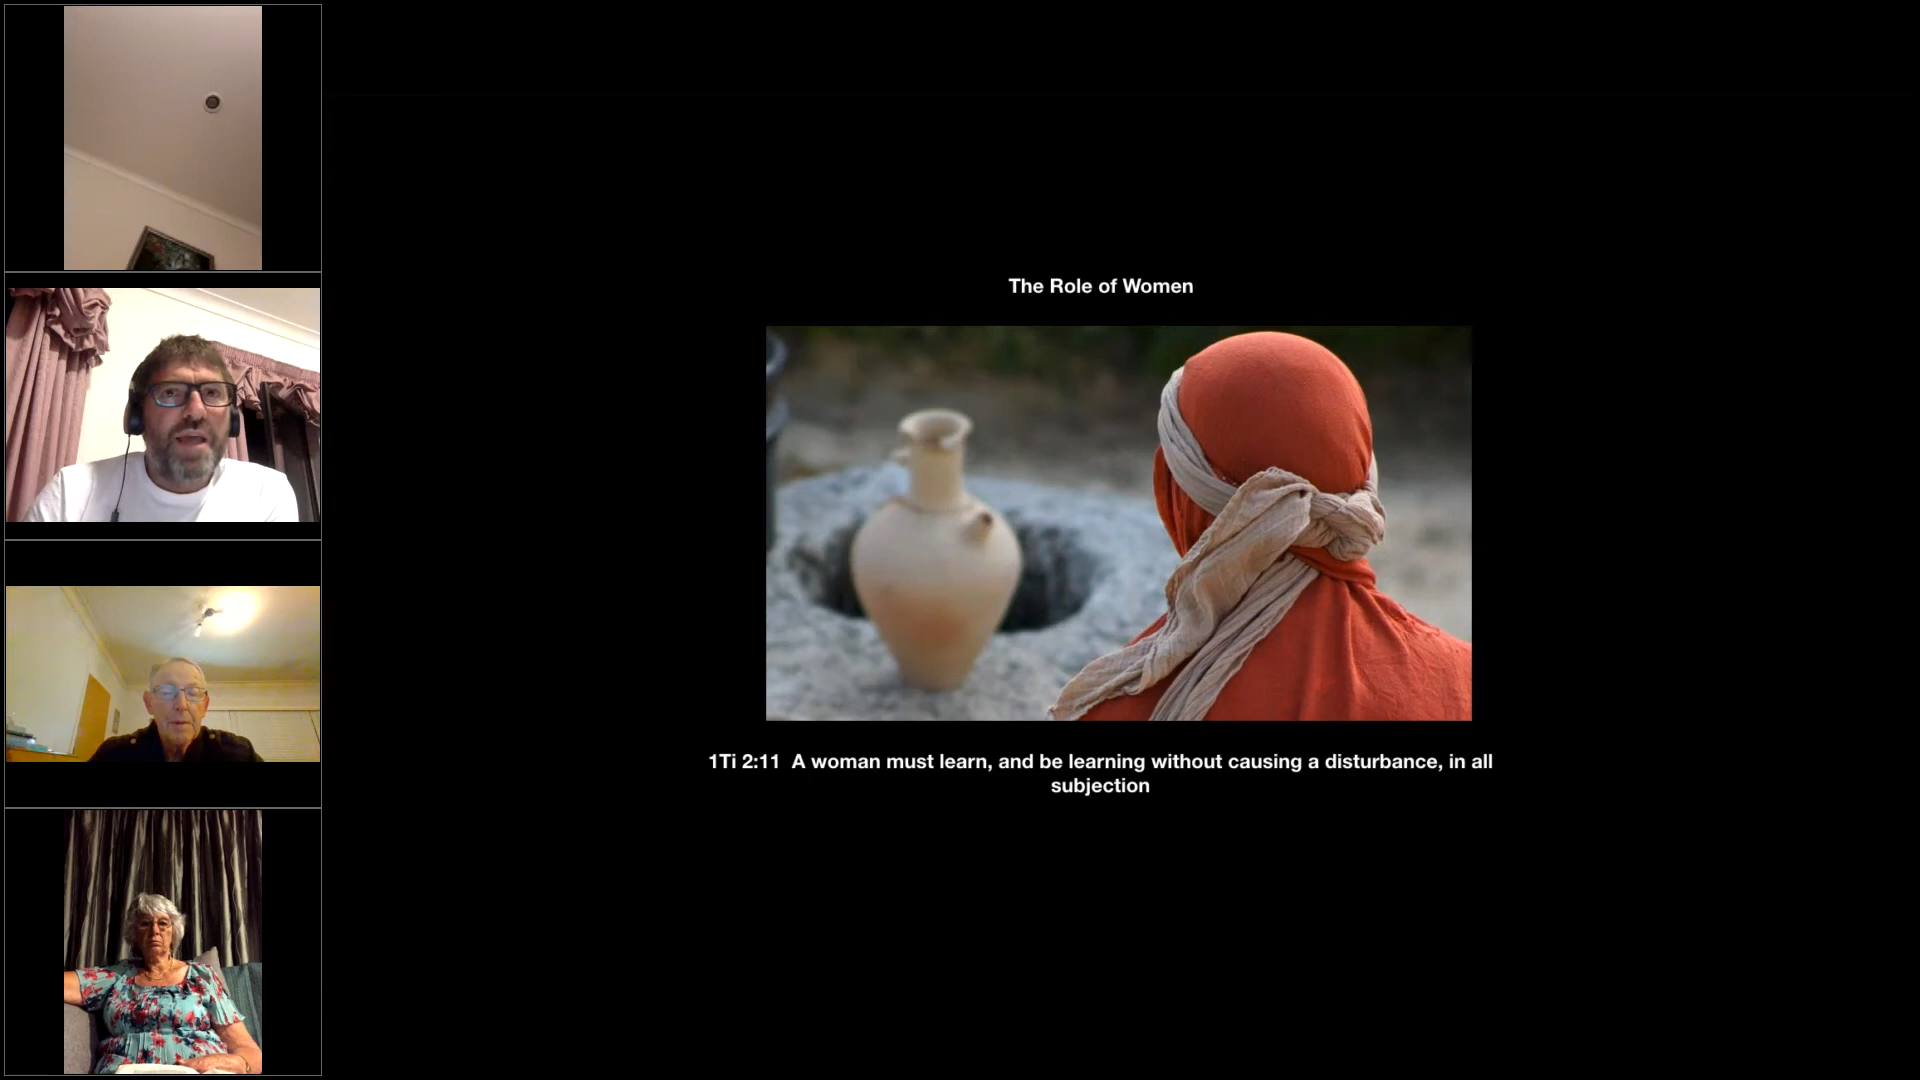 The Role of Women
1Ti 2:11  A woman must learn, and be learning without causing a disturbance, in all
subjection